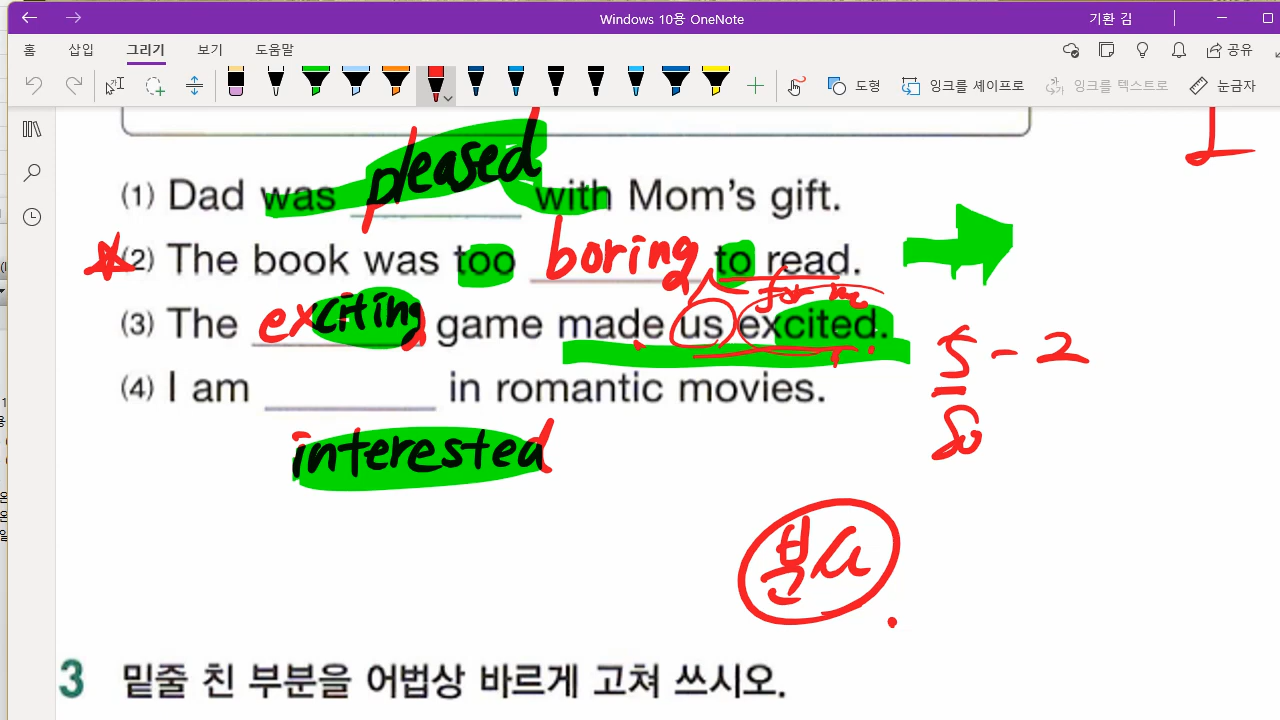 Windows 10용 OneNote
기환 김
홈 삽입 그리기 보기 도움말
공유
도형 잉크를 셰이프로 잉크를 텍스트로 눈금자
(1) Dad was pleased with Mom's gift.
(2) The book was too boring to read.
for me
(3) The exciting game made us excited.
5 - 2
(4) I am in romantic movies.
interested
분사
3 밑줄 친 부분을 어법상 바르게 고쳐 쓰시오.